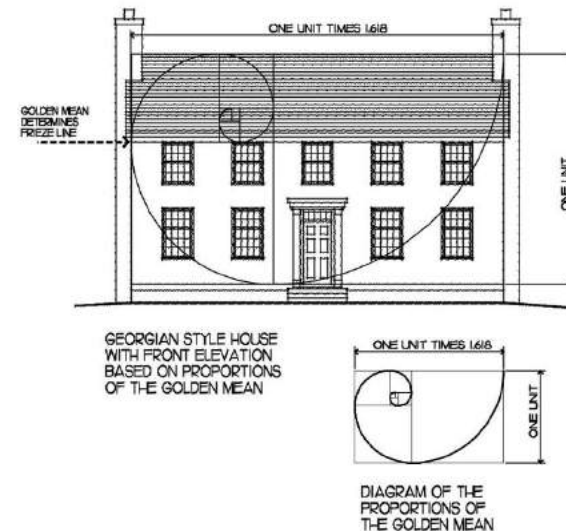 ONE UNIT TIMES 1.618
GOLDEN MEAN
DETERMINES
FRIEZE LINE
ONE UNIT
GEORGIAN STYLE HOUSE
WITH FRONT ELEVATION
BASED ON PROPORTIONS
OF THE GOLDEN MEAN
ONE UNIT TIMES 1.618
ONE UNIT
DIAGRAM OF THE
PROPORTIONS OF
THE GOLDEN MEAN